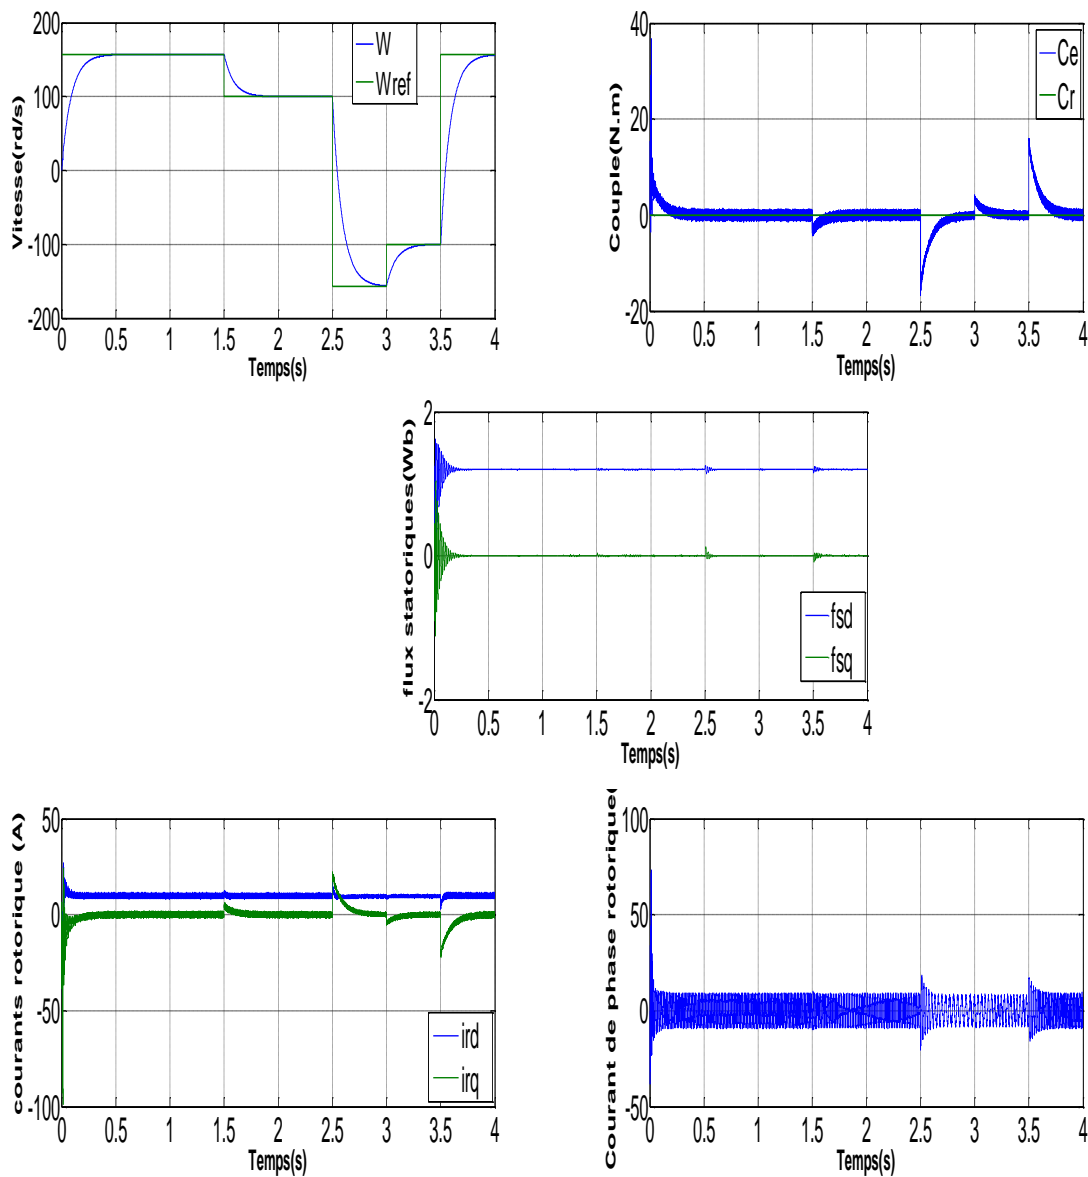 Vitesse(rd/s)
200
100
0
-100
-200
W
Wref
0 0.5 1 1.5 2 2.5 3 3.5 4
Temps(s)
Couple(N.m)
40
20
0
-20
Ce
Cr
0 0.5 1 1.5 2 2.5 3 3.5 4
Temps(s)
flux statoriques(Wb)
2
0
-2
fsd
fsq
0 0.5 1 1.5 2 2.5 3 3.5 4
Temps(s)
courants rotorique (A)
50
0
-50
-100
ird
irq
0 0.5 1 1.5 2 2.5 3 3.5 4
Temps(s)
Courant de phase rotorique(
100
50
0
-50
0 0.5 1 1.5 2 2.5 3 3.5 4
Temps(s)